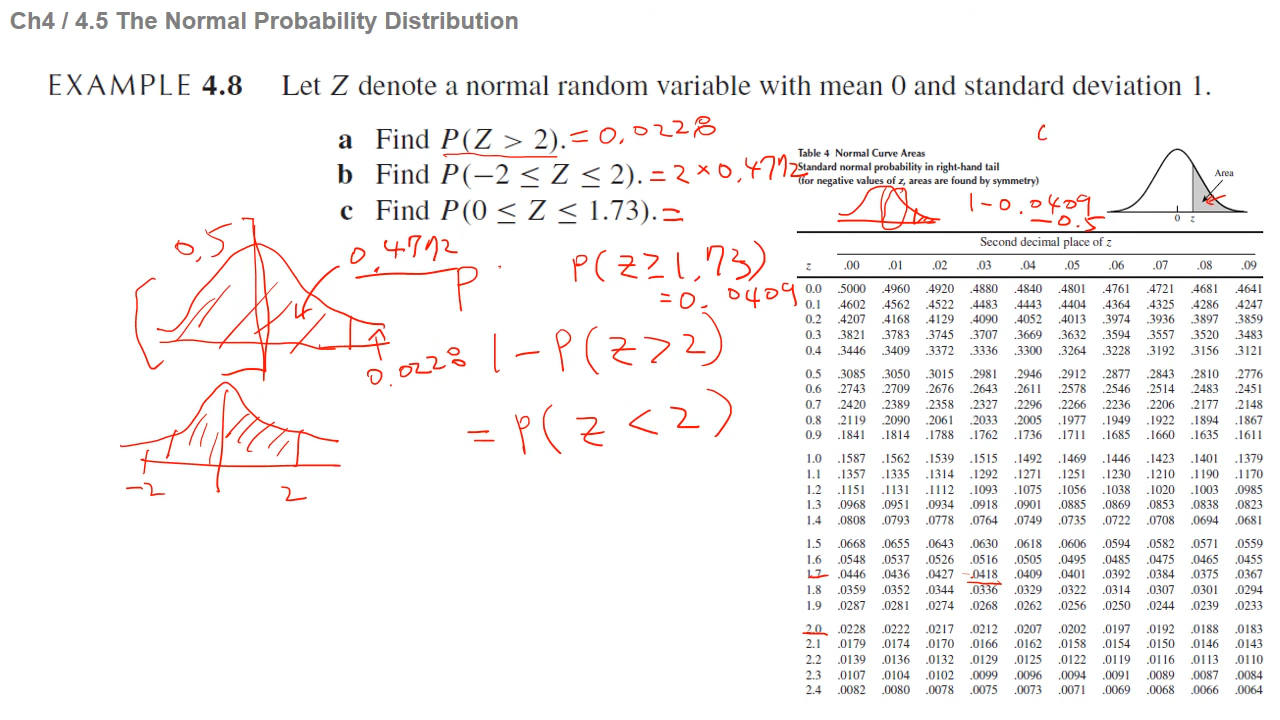 Ch4 / 4.5 The Normal Probability Distribution
EXAMPLE 4.8 Let Z denote a normal random variable with mean 0 and standard deviation 1.
a Find P(Z > 2). = 0.0228
b Find P(−2 ≤ Z ≤ 2). = 2 × 0.4772
c Find P(0 ≤ Z ≤ 1.73). =
Table 4 Normal Curve Areas
Standard normal probability in right-hand tail
(for negative values of z, areas are found by symmetry)
Area
0 z
1-0.0409
-0.5
0.5
0.4772
P
P(Z≥1.73)
=0.0409
0.0228
1-P(Z>2)
=P(Z<2)
-2 2
Second decimal place of z
z .00 .01 .02 .03 .04 .05 .06 .07 .08 .09
0.0 .5000 .4960 .4920 .4880 .4840 .4801 .4761 .4721 .4681 .4641
0.1 .4602 .4562 .4522 .4483 .4443 .4404 .4364 .4325 .4286 .4247
0.2 .4207 .4168 .4129 .4090 .4052 .4013 .3974 .3936 .3897 .3859
0.3 .3821 .3783 .3745 .3707 .3669 .3632 .3594 .3557 .3520 .3483
0.4 .3446 .3409 .3372 .3336 .3300 .3264 .3228 .3192 .3156 .3121
0.5 .3085 .3050 .3015 .2981 .2946 .2912 .2877 .2843 .2810 .2776
0.6 .2743 .2709 .2676 .2643 .2611 .2578 .2546 .2514 .2483 .2451
0.7 .2420 .2389 .2358 .2327 .2296 .2266 .2236 .2206 .2177 .2148
0.8 .2119 .2090 .2061 .2033 .2005 .1977 .1949 .1922 .1894 .1867
0.9 .1841 .1814 .1788 .1762 .1736 .1711 .1685 .1660 .1635 .1611
1.0 .1587 .1562 .1539 .1515 .1492 .1469 .1446 .1423 .1401 .1379
1.1 .1357 .1335 .1314 .1292 .1271 .1251 .1230 .1210 .1190 .1170
1.2 .1151 .1131 .1112 .1093 .1075 .1056 .1038 .1020 .1003 .0985
1.3 .0968 .0951 .0934 .0918 .0901 .0885 .0869 .0853 .0838 .0823
1.4 .0808 .0793 .0778 .0764 .0749 .0735 .0722 .0708 .0694 .0681
1.5 .0668 .0655 .0643 .0630 .0618 .0606 .0594 .0582 .0571 .0559
1.6 .0548 .0537 .0526 .0516 .0505 .0495 .0485 .0475 .0465 .0455
1.7 .0446 .0436 .0427 .0418 .0409 .0401 .0392 .0384 .0375 .0367
1.8 .0359 .0352 .0344 .0336 .0329 .0322 .0314 .0307 .0301 .0294
1.9 .0287 .0281 .0274 .0268 .0262 .0256 .0250 .0244 .0239 .0233
2.0 .0228 .0222 .0217 .0212 .0207 .0202 .0197 .0192 .0188 .0183
2.1 .0179 .0174 .0170 .0166 .0162 .0158 .0154 .0150 .0146 .0143
2.2 .0139 .0136 .0132 .0129 .0125 .0122 .0119 .0116 .0113 .0110
2.3 .0107 .0104 .0102 .0099 .0096 .0094 .0091 .0089 .0087 .0084
2.4 .0082 .0080 .0078 .0075 .0073 .0071 .0069 .0068 .0066 .0064